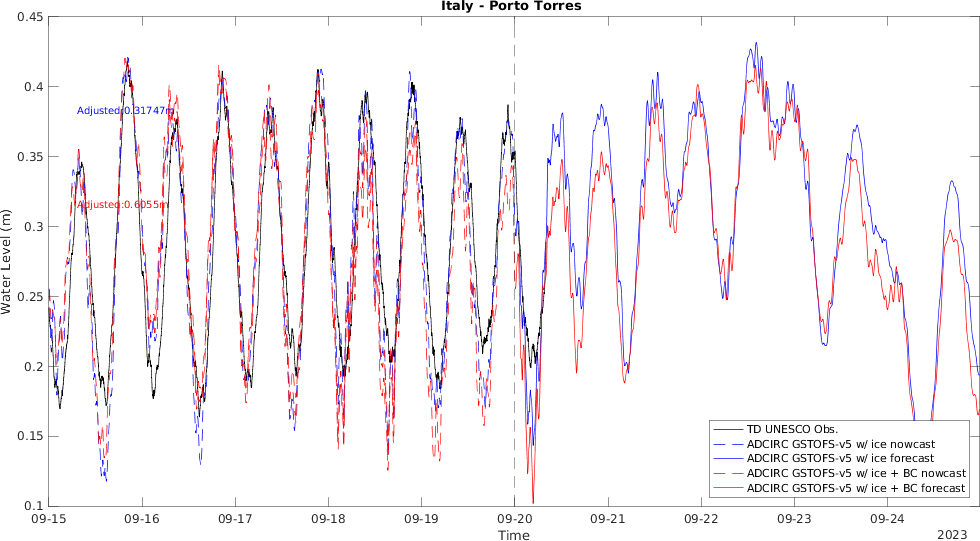 Italy - Porto Torres
0.45
0.4
0.35
0.3
0.25
0.2
0.15
0.1
Water Level (m)
Adjusted:0.31747m
Adjusted:0.6055m
TD UNESCO Obs.
ADCIRC GSTOFS-v5 w/ ice nowcast
ADCIRC GSTOFS-v5 w/ ice forecast
ADCIRC GSTOFS-v5 w/ ice + BC nowcast
ADCIRC GSTOFS-v5 w/ ice + BC forecast
09-15 09-16 09-17 09-18 09-19 09-20 09-21 09-22 09-23 09-24
Time
2023